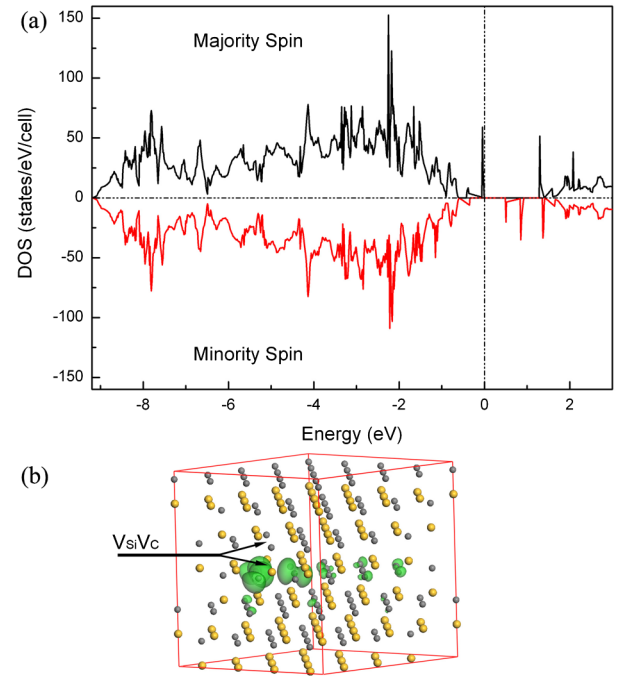 (a)
Majority Spin
Minority Spin
DOS (states/eV/cell)
150
100
50
0
-50
-100
-150
-8
-6
-4
-2
0
2
Energy (eV)
(b)
VSiVC